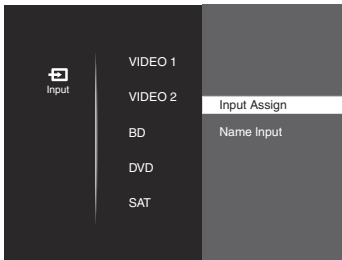 Input
VIDEO 1
VIDEO 2
BD
DVD
SAT
Input Assign
Name Input